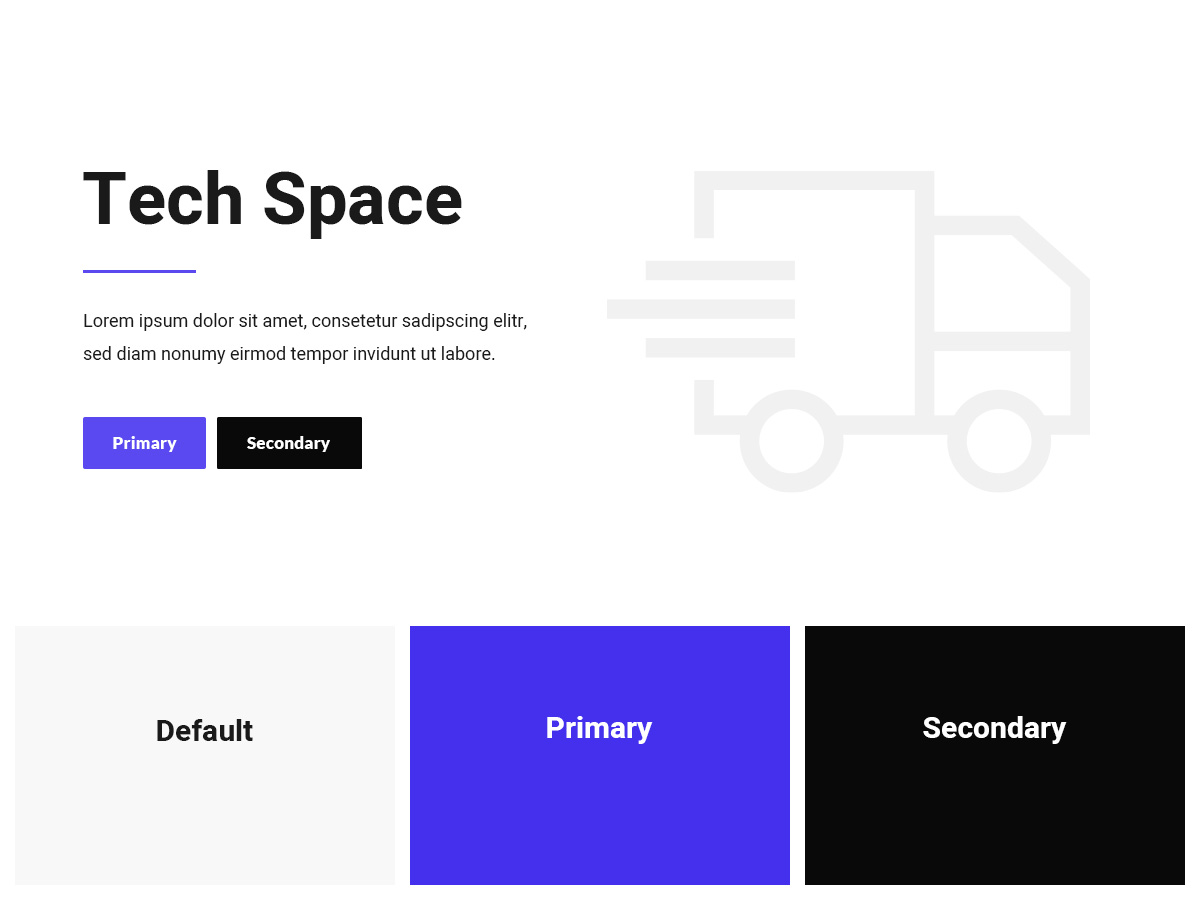 Tech Space
Lorem ipsum dolor sit amet, consetetur sadipscing elitr,
sed diam nonumy eirmod tempor invidunt ut labore.
Primary
Secondary
Default
Primary
Secondary